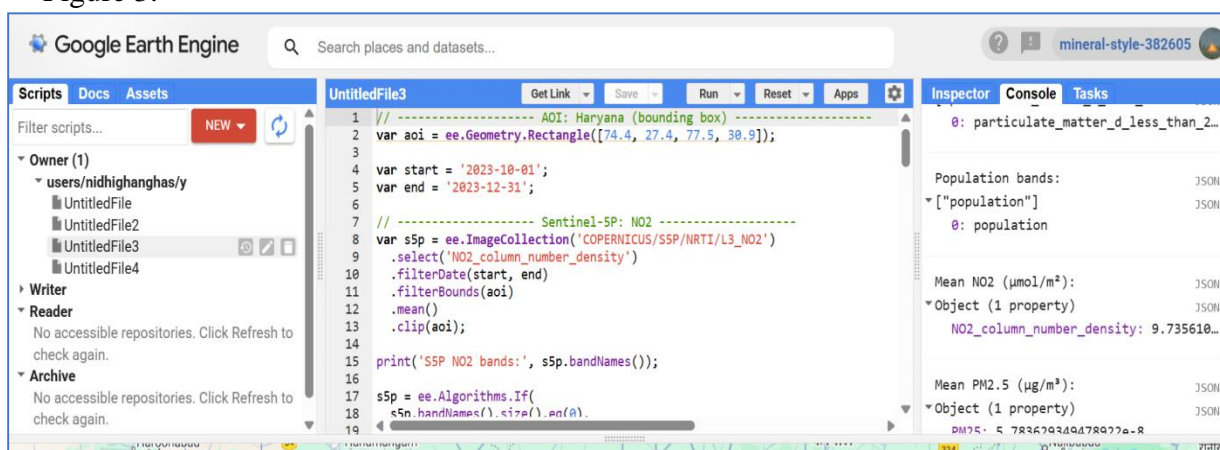 Figure 3:
Google Earth Engine
Search places and datasets...
mineral-style-382605
Scripts Docs Assets
Filter scripts...
NEW
Owner (1)
users/nidhighanghas/y
UntitledFile
UntitledFile2
UntitledFile3
UntitledFile4
Writer
Reader
No accessible repositories. Click Refresh to
check again.
Archive
No accessible repositories. Click Refresh to
check again.
UntitledFile3
Get Link Save Run Reset Apps
1 // ------------------- AOI: Haryana (bounding box) --------------------
2 var aoi = ee.Geometry.Rectangle([74.4, 27.4, 77.5, 30.9]);
3
4 var start = '2023-10-01';
5 var end = '2023-12-31';
6
7 // -------------------- Sentinel-5P: NO2 --------------------
8 var s5p = ee.ImageCollection('COPERNICUS/S5P/NRTI/L3_NO2')
9 .select('NO2_column_number_density')
10 .filterDate(start, end)
11 .filterBounds(aoi)
12 .mean()
13 .clip(aoi);
14
15 print('S5P NO2 bands:', s5p.bandNames());
16
17 s5p = ee.Algorithms.If(
18 s5p.bandNames().size().eq(0),
19
Inspector Console Tasks
0: particulate_matter_d_less_than_2…
Population bands: JSON
["population"] JSON
0: population
Mean NO2 (μmol/m²): JSON
Object (1 property) JSON
NO2_column_number_density: 9.735610…
Mean PM2.5 (μg/m³): JSON
Object (1 property) JSON
PM25: 5.783629349478922e-8